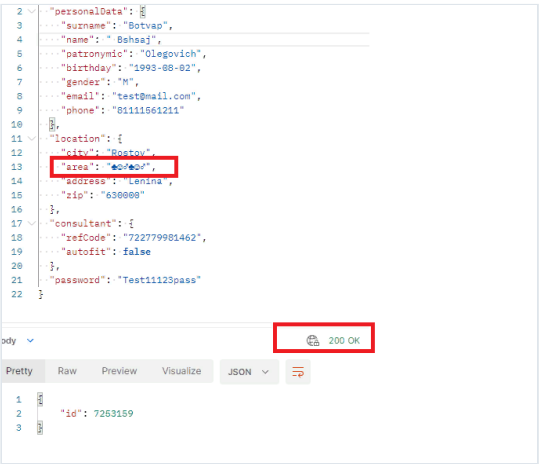 2 "personalData": {
3 "surname": "Botvap",
4 "name": " Bshsaj",
5 "patronymic": "Olegovich",
6 "birthday": "1993-08-02",
7 "gender": "M",
8 "email": "test@mail.com",
9 "phone": "81111561211"
10 },
11 "location": {
12 "city": "Rostov",
13 "area": "♣☺♂♣☺♂",
14 "address": "Lenina",
15 "zip": "630000"
16 },
17 "consultant": {
18 "refCode": "722779981462",
19 "autofit": false
20 },
21 "password": "Test11123pass"
22 }
ody 200 OK
Pretty Raw Preview Visualize JSON
1 {
2 "id": 7253159
3 }